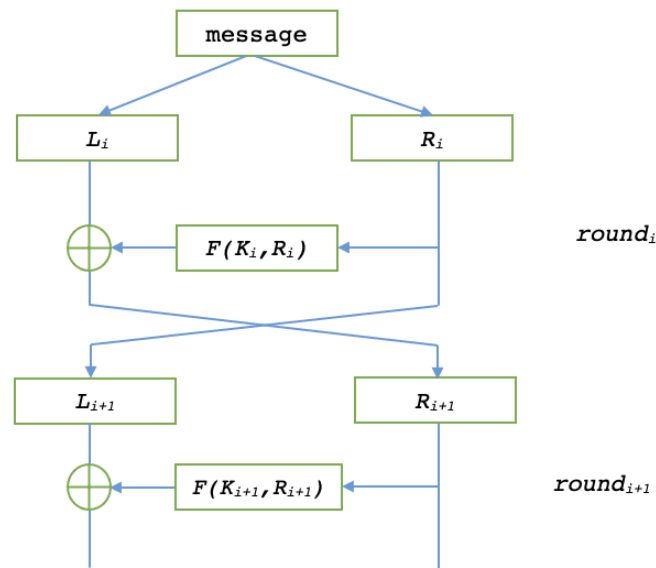 message
Lᵢ
Rᵢ
F(Kᵢ,Rᵢ)
roundᵢ
Lᵢ₊₁
Rᵢ₊₁
F(Kᵢ₊₁,Rᵢ₊₁)
roundᵢ₊₁